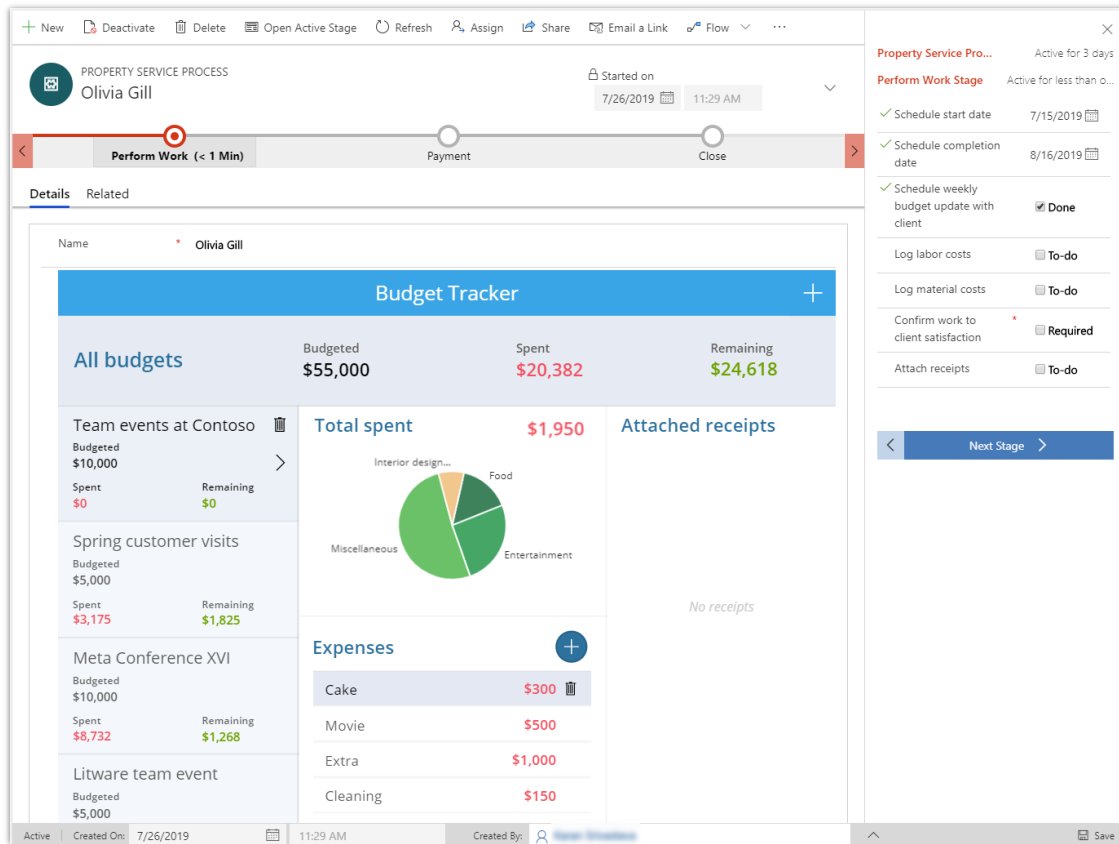 New Deactivate Delete Open Active Stage Refresh Assign Share Email a Link Flow ...
PROPERTY SERVICE PROCESS
Olivia Gill
Started on
7/26/2019 11:29 AM
Perform Work (< 1 Min)
Payment
Close
Details Related
Name * Olivia Gill
Budget Tracker
All budgets
Budgeted
$55,000
Spent
$20,382
Remaining
$24,618
Team events at Contoso
Budgeted
$10,000
Spent
$0
Remaining
$0
Spring customer visits
Budgeted
$5,000
Spent
$3,175
Remaining
$1,825
Meta Conference XVI
Budgeted
$10,000
Spent
$8,732
Remaining
$1,268
Litware team event
Budgeted
$5,000
Total spent
$1,950
Interior design...
Food
Miscellaneous
Entertainment
Expenses
Cake $300
Movie $500
Extra $1,000
Cleaning $150
Attached receipts
No receipts
Property Service Pro... Active for 3 days
Perform Work Stage Active for less than o...
Schedule start date 7/15/2019
Schedule completion
date
8/16/2019
Schedule weekly
budget update with
client
Done
Log labor costs To-do
Log material costs To-do
Confirm work to
client satisfaction
* Required
Attach receipts To-do
Next Stage
Active Created On: 7/26/2019 11:29 AM Created By: Save